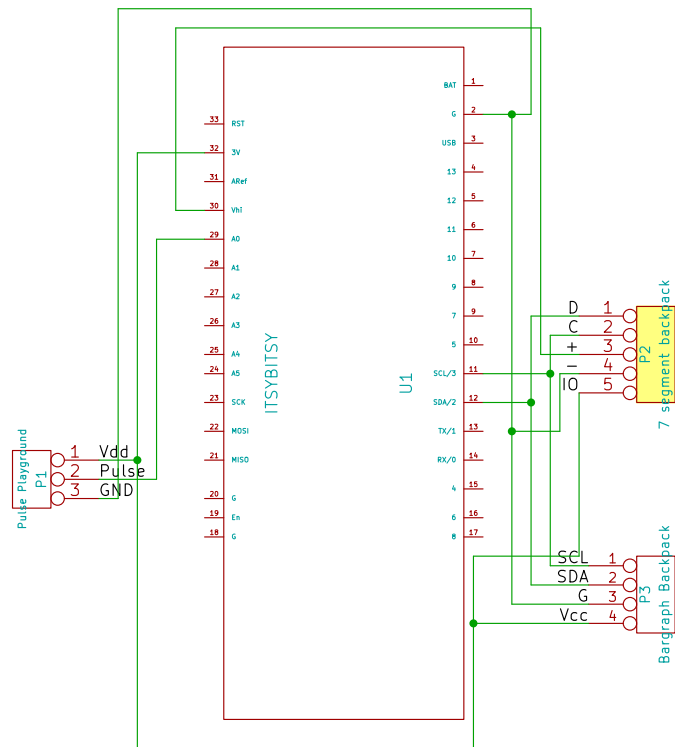 BAT 1
G 2
USB 3
13 4
12 5
11 6
10 7
9 8
7 9
5 10
SCL/3 11
SDA/2 12
TX/1 13
RX/0 14
4 15
6 16
8 17
33 RST
32 3V
31 ARef
30 Vhi
29 A0
28 A1
27 A2
26 A3
25 A4
24 A5
23 SCK
22 MOSI
21 MISO
20 G
19 En
18 G
ITSYBITSY
U1
Pulse Playground
P1
1 Vdd
2 Pulse
3 GND
D 1
C 2
+ 3
− 4
IO 5
P2
7 segment backpack
SCL 1
SDA 2
G 3
Vcc 4
P3
Bargraph Backpack